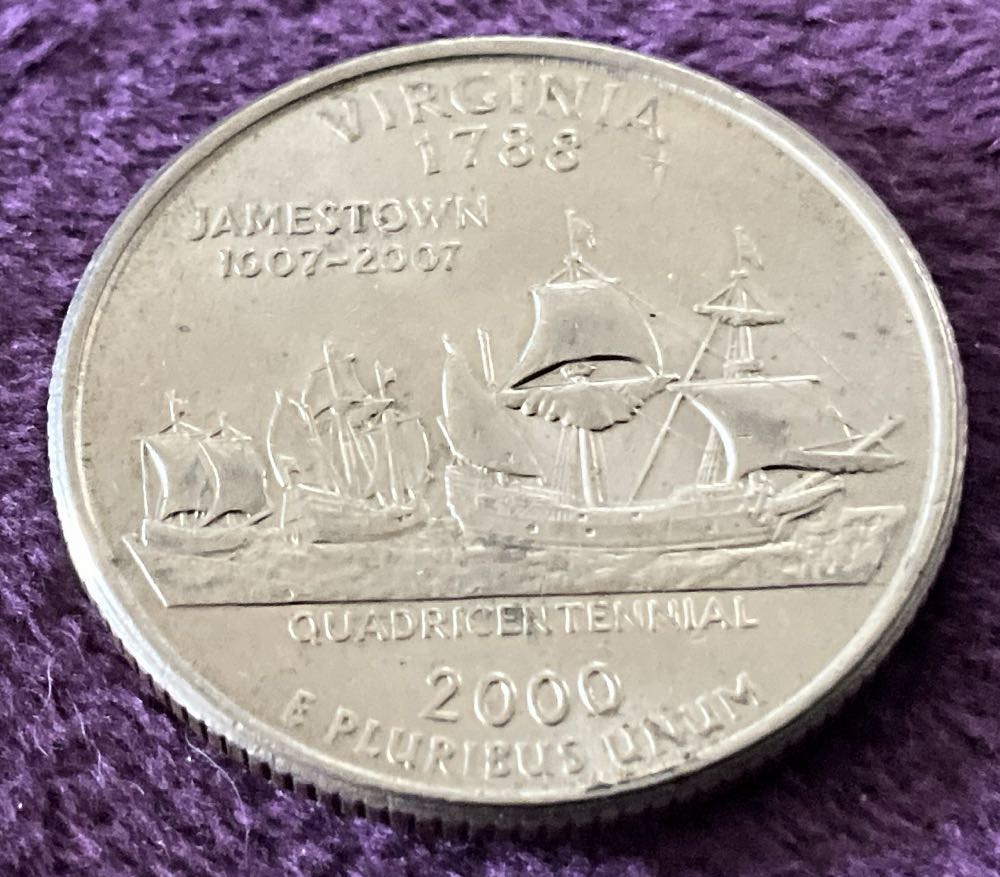 VIRGINIA
1788
JAMESTOWN
1607-2007
QUADRICENTENNIAL
2000
E PLURIBUS UNUM